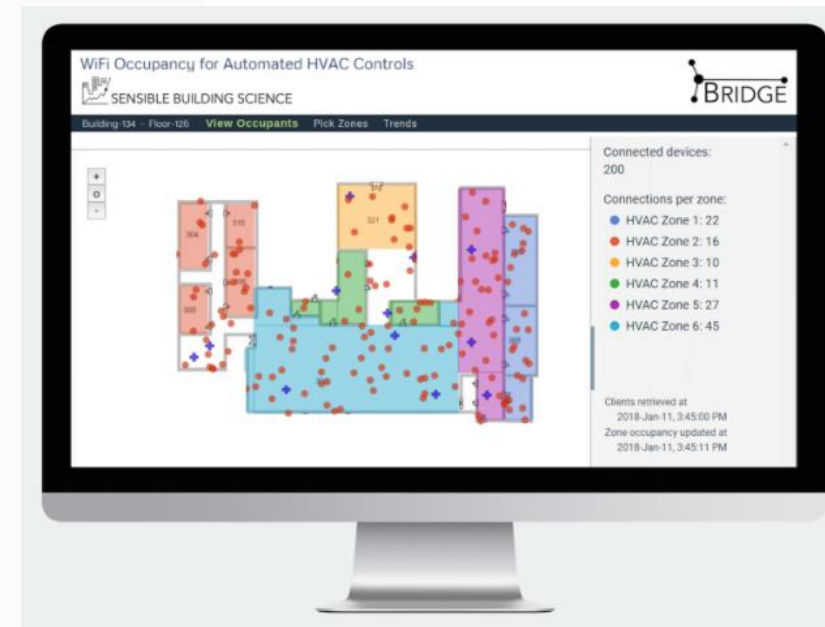 WiFi Occupancy for Automated HVAC Controls
SENSIBLE BUILDING SCIENCE
BRIDGE
Building-134 - Floor-126 View Occupants Pick Zones Trends
Connected devices:
200
Connections per zone:
HVAC Zone 1: 22
HVAC Zone 2: 16
HVAC Zone 3: 10
HVAC Zone 4: 11
HVAC Zone 5: 27
HVAC Zone 6: 45
Clients retrieved at
2018-Jan-11, 3:45:00 PM
Zone occupancy updated at
2018-Jan-11, 3:45:11 PM
+
-
304
310
321